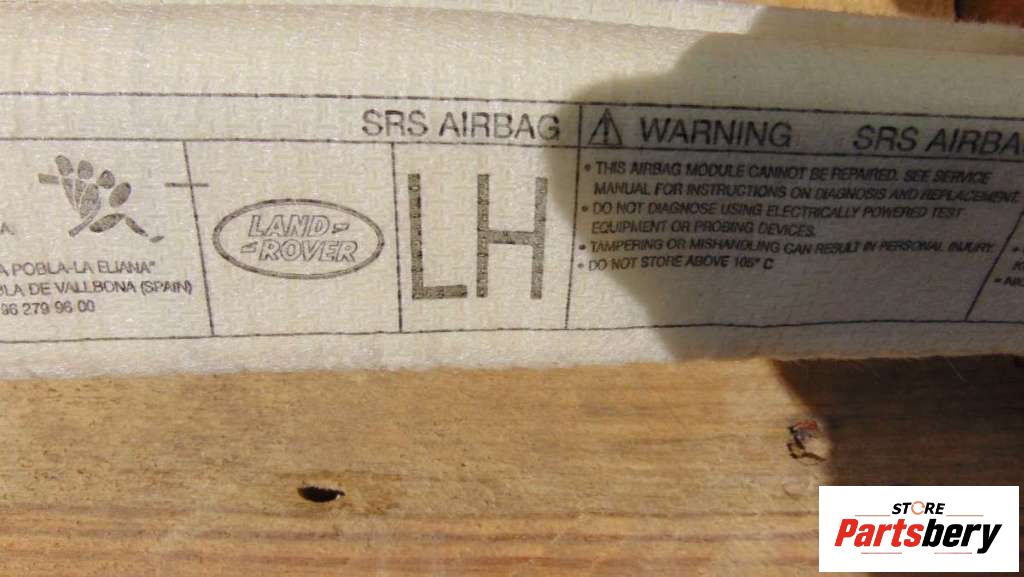 SRS AIRBAG
A.
A POBLA-LA ELIANA"
BLA DE VALLBONA (SPAIN)
96 279 96 00
LAND-
-ROVER
LH
WARNING SRS AIRBA
• THIS AIRBAG MODULE CANNOT BE REPAIRED. SEE SERVICE
MANUAL FOR INSTRUCTIONS ON DIAGNOSIS AND REPLACEMENT.
• DO NOT DIAGNOSE USING ELECTRICALLY POWERED TEST
EQUIPMENT OR PROBING DEVICES.
• TAMPERING OR MISHANDLING CAN RESULT IN PERSONAL INJURY.
• DO NOT STORE ABOVE 105° C
STORE
Partsbery